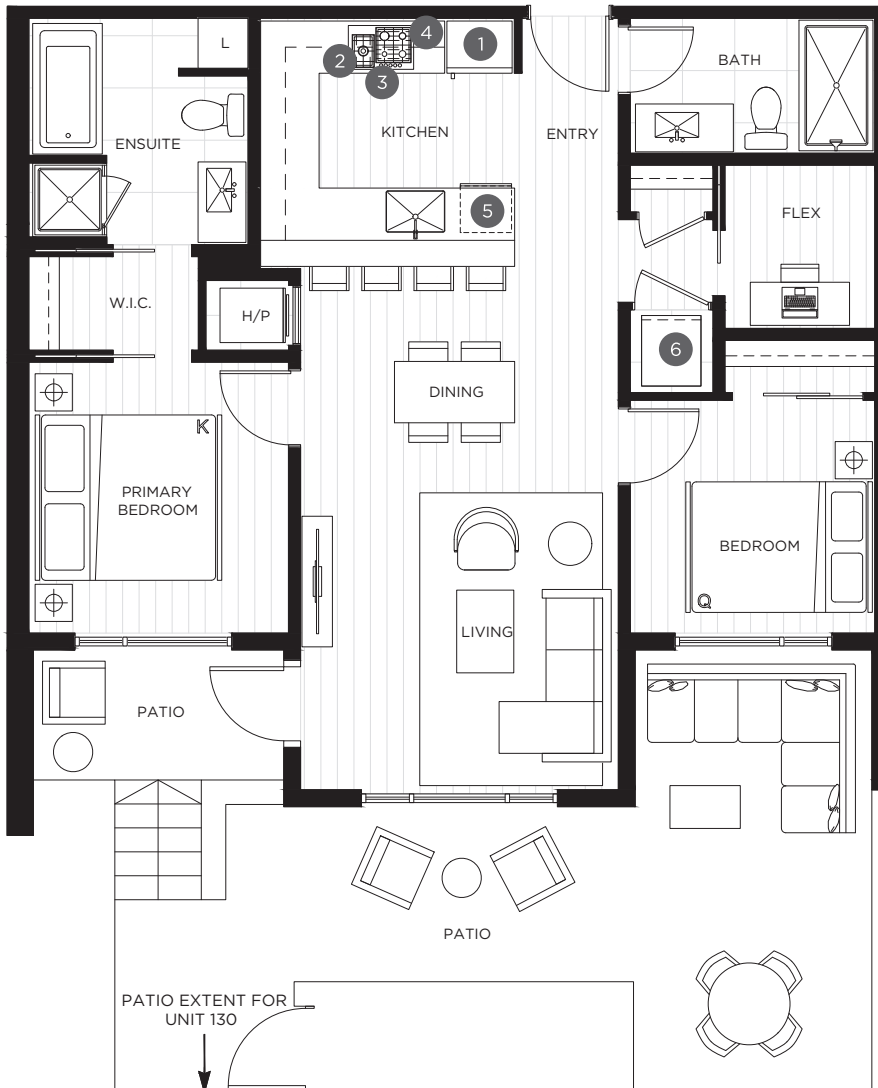 L
4
1
2
3
BATH
ENSUITE
KITCHEN
ENTRY
5
FLEX
W.I.C.
H/P
6
DINING
K
PRIMARY
BEDROOM
BEDROOM
Q
LIVING
PATIO
PATIO
PATIO EXTENT FOR
UNIT 130